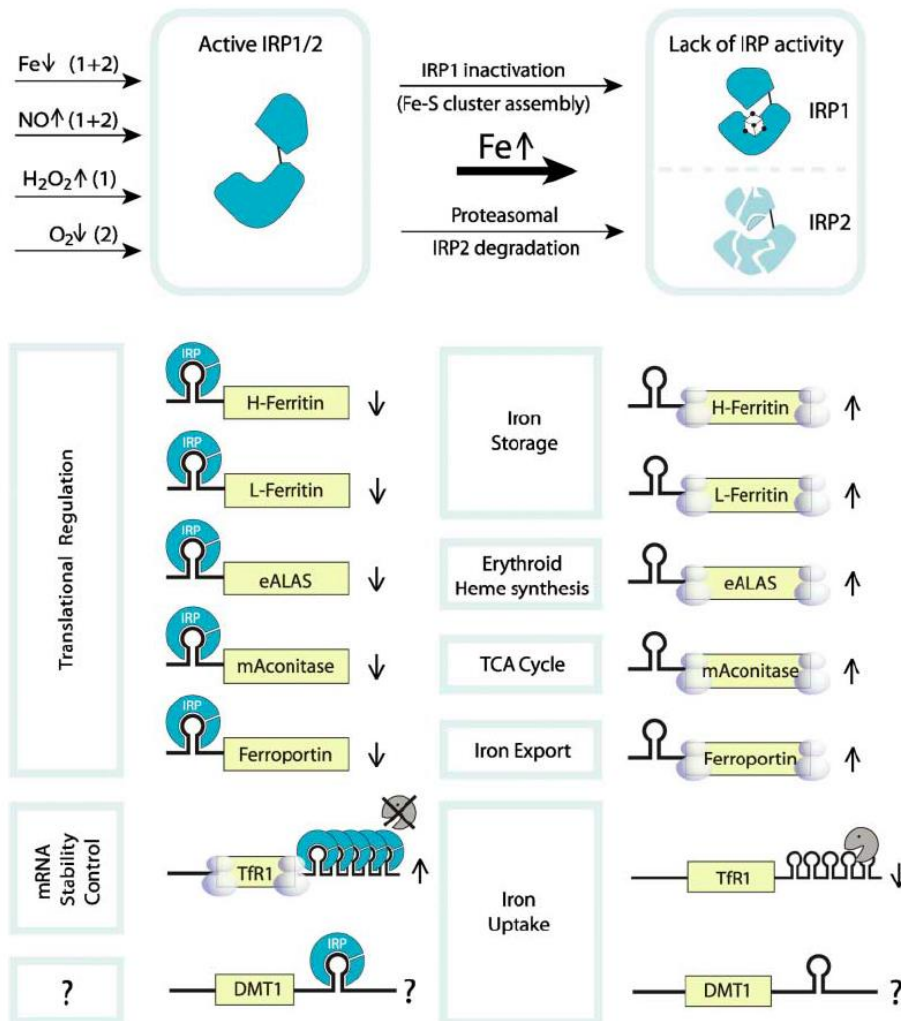 Active IRP1/2
Lack of IRP activity
Fe↓ (1+2)
NO↑ (1+2)
H₂O₂↑ (1)
O₂↓ (2)
IRP1 inactivation
(Fe-S cluster assembly)
Fe↑
Proteasomal
IRP2 degradation
IRP1
IRP2
Translational Regulation
IRP
H-Ferritin ↓
IRP
L-Ferritin ↓
IRP
eALAS ↓
IRP
mAconitase ↓
IRP
Ferroportin ↓
Iron
Storage
H-Ferritin ↑
L-Ferritin ↑
Erythroid
Heme synthesis
eALAS ↑
TCA Cycle
mAconitase ↑
Iron Export
Ferroportin ↑
mRNA
Stability
Control
TfR1 ↑
Iron
Uptake
TfR1 ↓
?
IRP
DMT1 ?
DMT1 ?